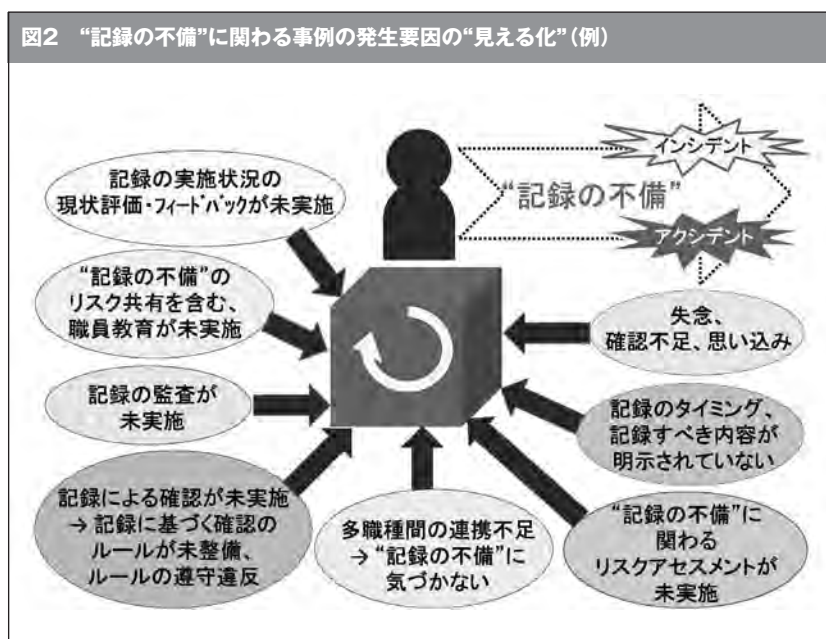 図2 “記録の不備”に関わる事例の発生要因の“見える化”（例）
インシデント
“記録の不備”
アクシデント
記録の実施状況の
現状評価・フィードバックが未実施
“記録の不備”の
リスク共有を含む、
職員教育が未実施
記録の監査が
未実施
記録による確認が未実施
→ 記録に基づく確認の
ルールが未整備、
ルールの遵守違反
多職種間の連携不足
→ “記録の不備”に
気づかない
“記録の不備”に
関わる
リスクアセスメントが
未実施
記録のタイミング、
記録すべき内容が
明示されていない
失念、
確認不足、思い込み